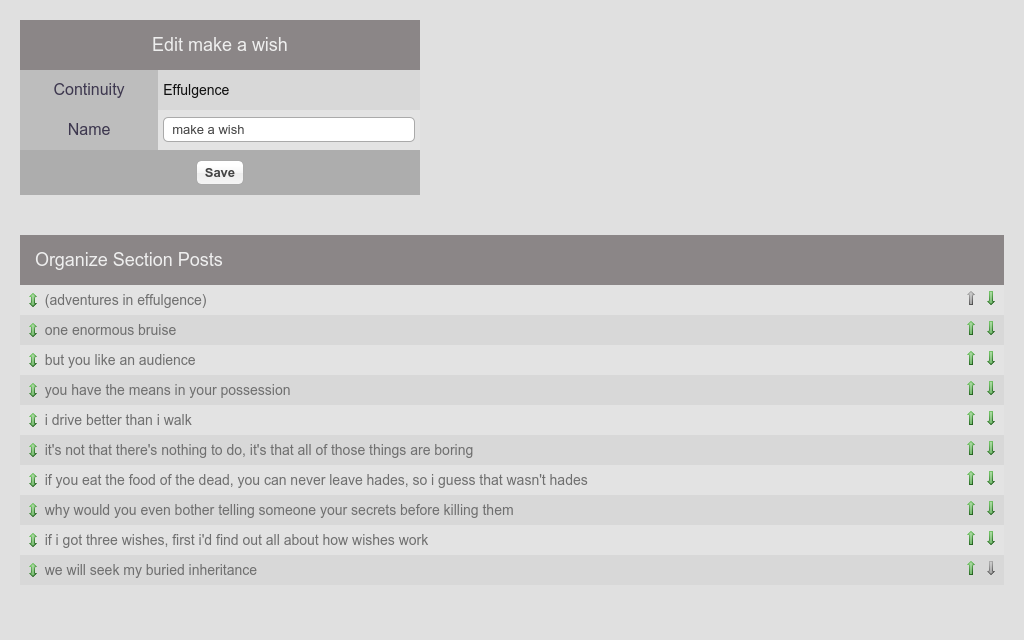 Edit make a wish
Continuity Effulgence
Name make a wish
Save
Organize Section Posts
(adventures in effulgence)
one enormous bruise
but you like an audience
you have the means in your possession
i drive better than i walk
it's not that there's nothing to do, it's that all of those things are boring
if you eat the food of the dead, you can never leave hades, so i guess that wasn't hades
why would you even bother telling someone your secrets before killing them
if i got three wishes, first i'd find out all about how wishes work
we will seek my buried inheritance